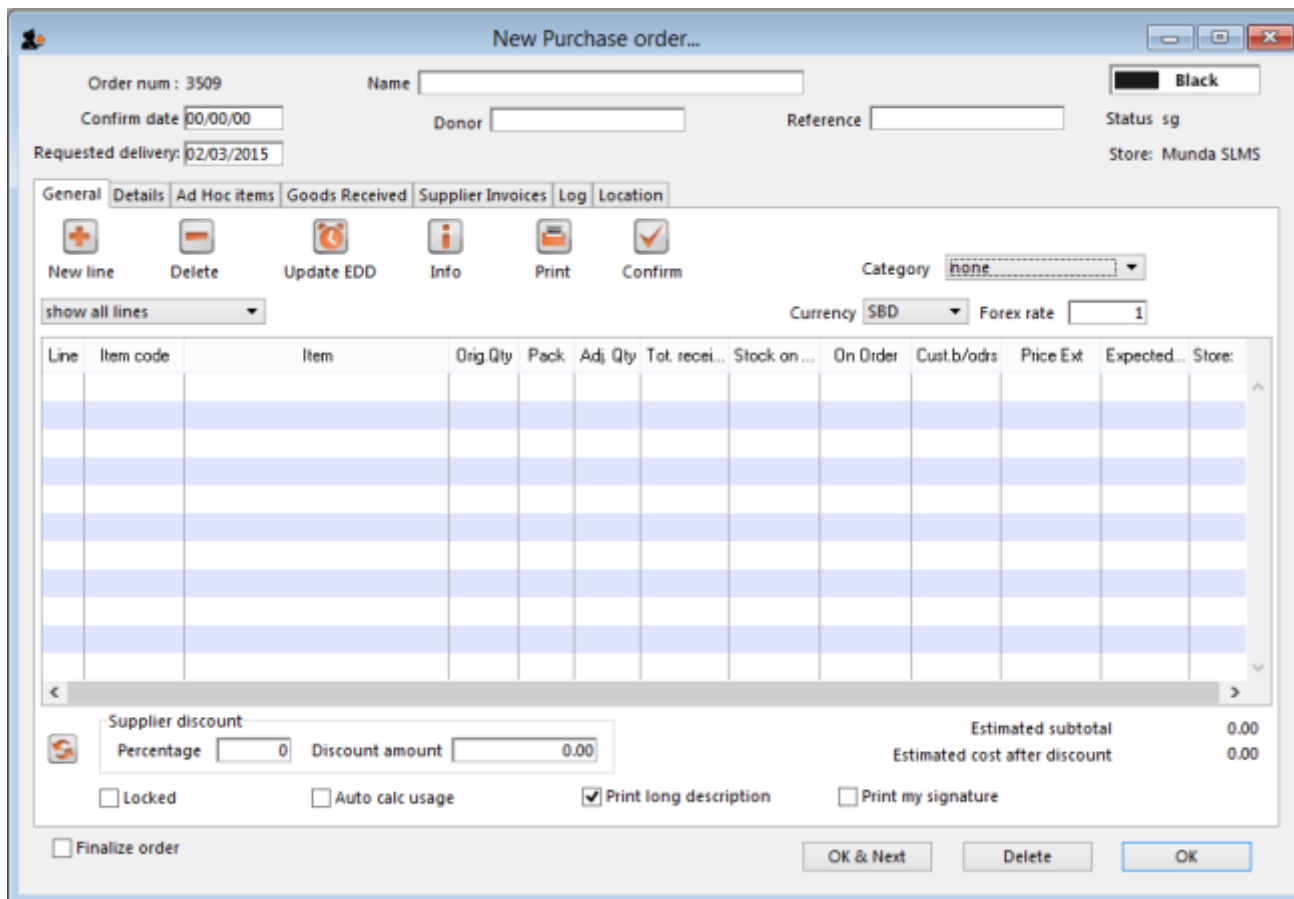 New Purchase order...
Order num : 3509 Name Black
Confirm date 00/00/00 Donor Reference Status sg
Requested delivery: 02/03/2015 Store: Munda SLMS
General Details Ad Hoc items Goods Received Supplier Invoices Log Location
New line Delete Update EDD Info Print Confirm Category none
show all lines Currency SBD Forex rate 1
Line Item code Item Orig.Qty Pack Adj. Qty Tot. recei... Stock on ... On Order Cust.b/odrs Price Ext Expected... Store:
Supplier discount Estimated subtotal 0.00
Percentage 0 Discount amount 0.00 Estimated cost after discount 0.00
Locked Auto calc usage Print long description Print my signature
Finalize order OK & Next Delete OK